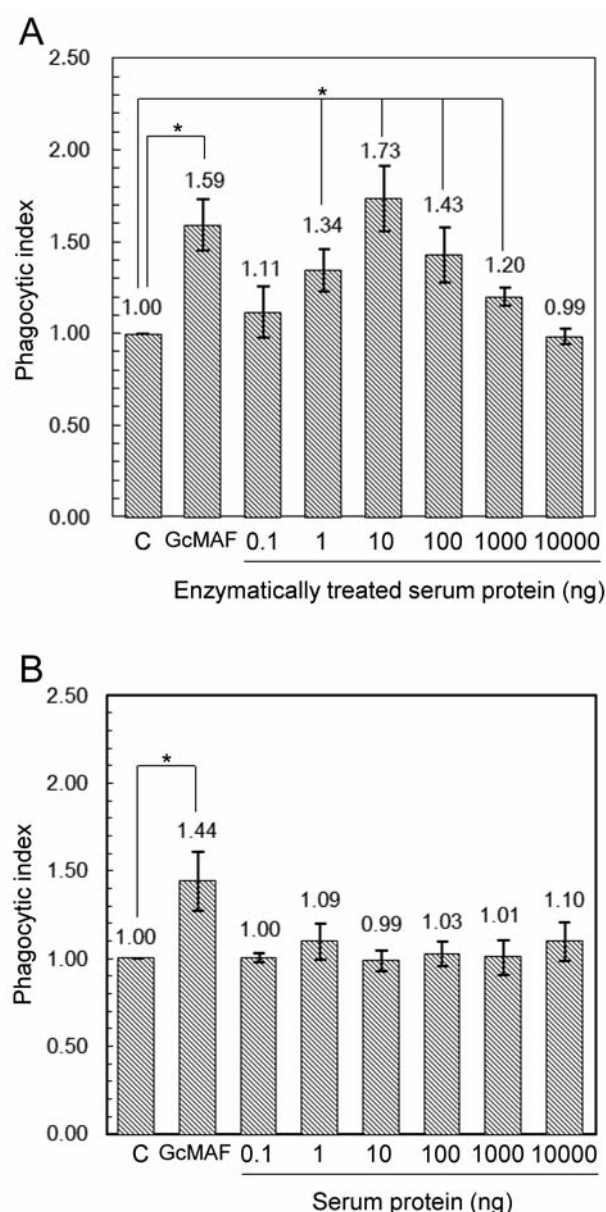 A
2.50
*
2.00
*
1.73
1.59
1.50
1.43
1.34
1.20
1.11
1.00
0.99
1.00
0.50
0.00
Phagocytic index
C GcMAF 0.1 1 10 100 1000 10000
Enzymatically treated serum protein (ng)
B
2.50
*
2.00
1.44
1.50
1.00 1.00 1.09 0.99 1.03 1.01 1.10
1.00
0.50
0.00
Phagocytic index
C GcMAF 0.1 1 10 100 1000 10000
Serum protein (ng)